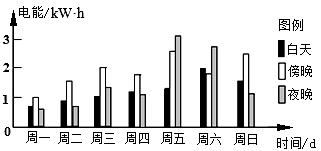 电能/kW·h
图例
白天
傍晚
夜晚
3
2
1
0
周一 周二 周三 周四 周五 周六 周日
时间/d